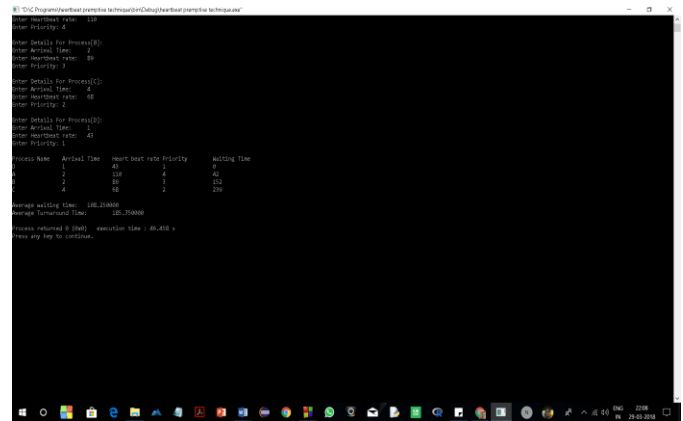 "D:\C Programs\heartbeat premptive technique\bin\Debug\heartbeat premptive technique.exe"
Enter Heartbeat rate: 110
Enter Priority: 4
Enter Details For Process[B]:
Enter Arrival Time: 2
Enter Heartbeat rate: 89
Enter Priority: 3
Enter Details For Process[C]:
Enter Arrival Time: 4
Enter Heartbeat rate: 68
Enter Priority: 2
Enter Details For Process[D]:
Enter Arrival Time: 1
Enter Heartbeat rate: 43
Enter Priority: 1
Process Name Arrival Time Heart beat rate Priority Waiting Time
D 1 43 1 0
A 2 110 4 42
B 2 89 3 152
C 4 68 2 239
Average waiting time: 108.250000
Average Turnaround Time: 185.750000
Process returned 0 (0x0) execution time : 46.458 s
Press any key to continue.
ENG 22:08
IN 29-03-2018